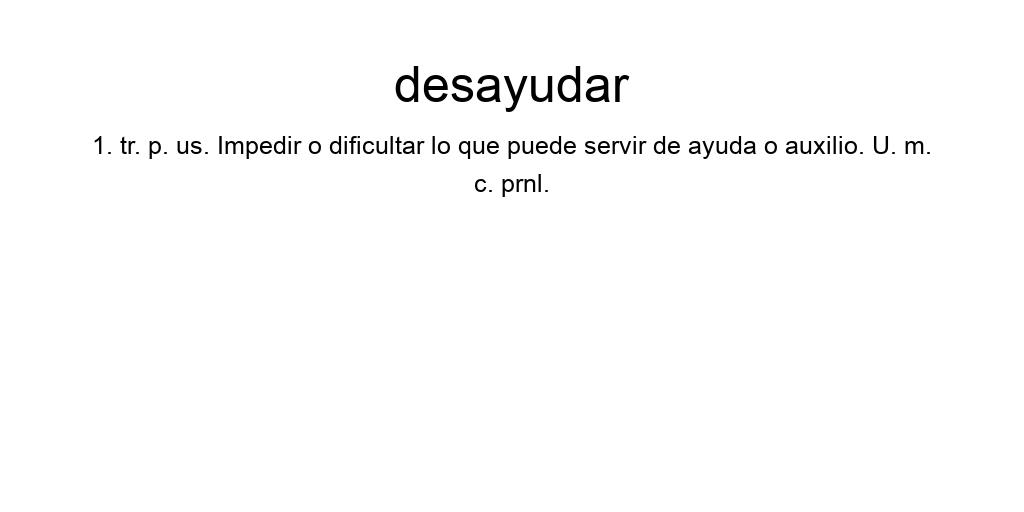 desayudar
1. tr. p. us. Impedir o dificultar lo que puede servir de ayuda o auxilio. U. m.
c. prnl.